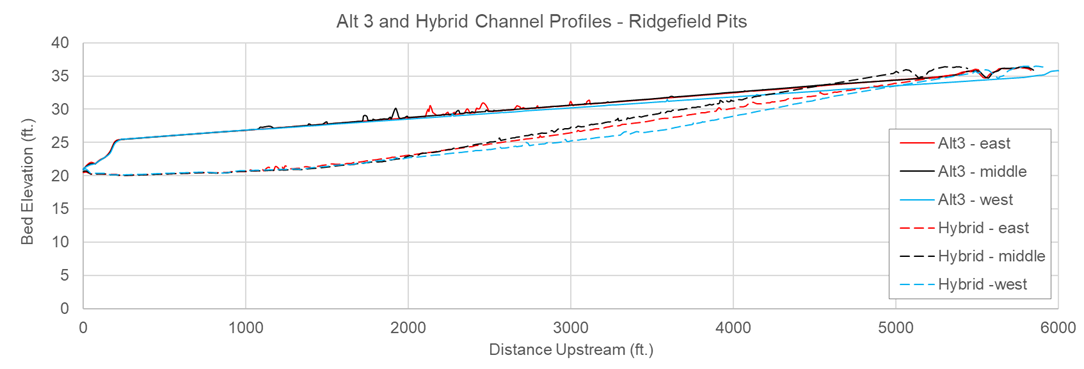 Alt 3 and Hybrid Channel Profiles - Ridgefield Pits
40
35
30
25
20
15
10
5
0
Bed Elevation (ft.)
0 1000 2000 3000 4000 5000 6000
Distance Upstream (ft.)
Alt3 - east
Alt3 - middle
Alt3 - west
Hybrid - east
Hybrid - middle
Hybrid -west